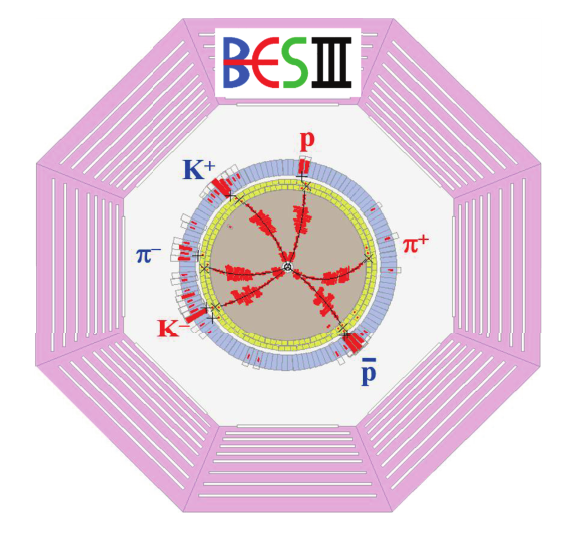 BESIII
p
K⁺
π⁺
π⁻
K⁻
p̄